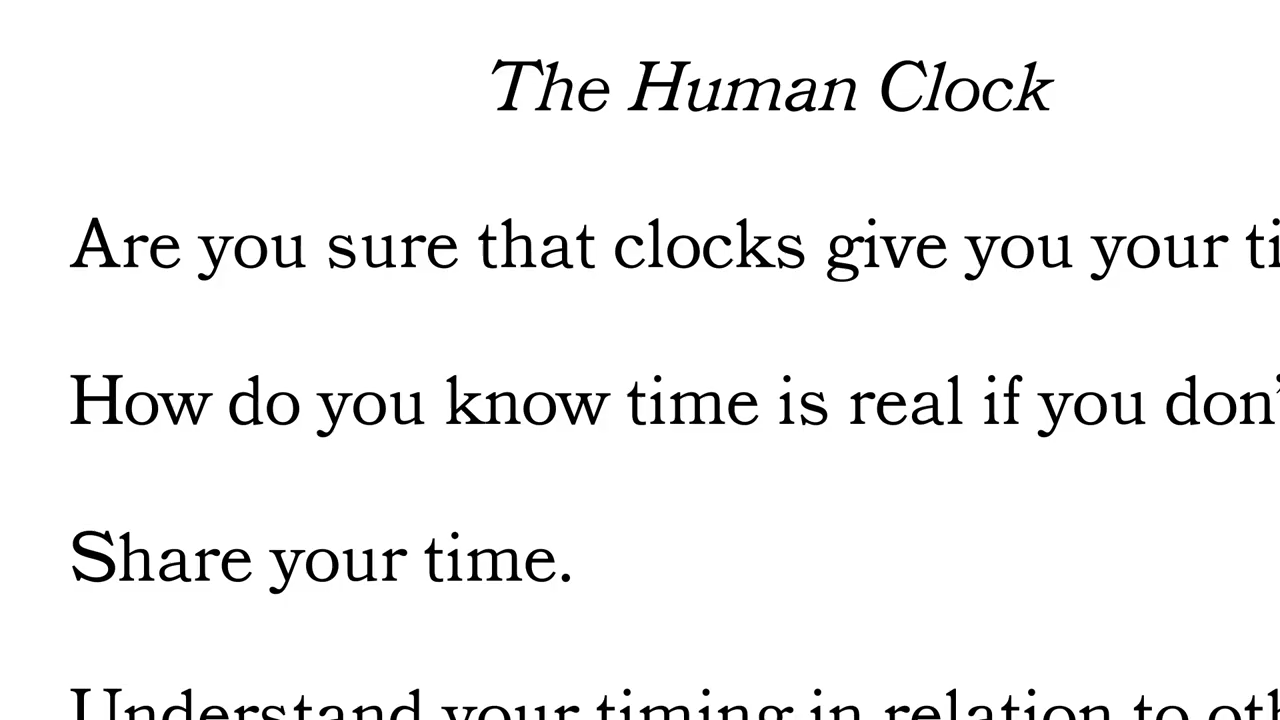 The Human Clock
Are you sure that clocks give you your
How do you know time is real if you
Share your time.
Understand your timing in relation to